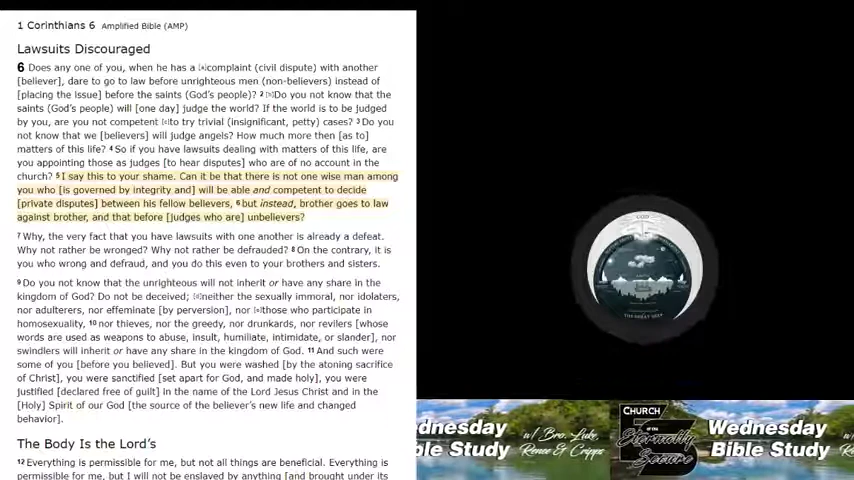 1 Corinthians 6 Amplified Bible (AMP)
Lawsuits Discouraged
6 Does any one of you, when he has a [a]complaint (civil dispute) with another
[believer], dare to go to law before unrighteous men (non-believers) instead of
[placing the issue] before the saints (God's people)? 2 [b]Do you not know that the
saints (God's people) will [one day] judge the world? If the world is to be judged
by you, are you not competent [c]to try trivial (insignificant, petty) cases? 3 Do you
not know that we [believers] will judge angels? How much more then [as to]
matters of this life? 4 So if you have lawsuits dealing with matters of this life, are
you appointing those as judges [to hear disputes] who are of no account in the
church? 5 I say this to your shame. Can it be that there is not one wise man among
you who [is governed by integrity and] will be able and competent to decide
[private disputes] between his fellow believers, 6 but instead, brother goes to law
against brother, and that before [judges who are] unbelievers?
7 Why, the very fact that you have lawsuits with one another is already a defeat.
Why not rather be wronged? Why not rather be defrauded? 8 On the contrary, it is
you who wrong and defraud, and you do this even to your brothers and sisters.
9 Do you not know that the unrighteous will not inherit or have any share in the
kingdom of God? Do not be deceived; [d]neither the sexually immoral, nor idolaters,
nor adulterers, nor effeminate [by perversion], nor [e]those who participate in
homosexuality, 10 nor thieves, nor the greedy, nor drunkards, nor revilers [whose
words are used as weapons to abuse, insult, humiliate, intimidate, or slander], nor
swindlers will inherit or have any share in the kingdom of God. 11 And such were
some of you [before you believed]. But you were washed [by the atoning sacrifice
of Christ], you were sanctified [set apart for God, and made holy], you were
justified [declared free of guilt] in the name of the Lord Jesus Christ and in the
[Holy] Spirit of our God [the source of the believer's new life and changed
behavior].
The Body Is the Lord's
12 Everything is permissible for me, but not all things are beneficial. Everything is
permissible for me, but I will not be enslaved by anything [and brought under its
THE GREAT DEEP
dnesday
ble Study
w/ Bro. Luke,
Renee & Cripps
CHURCH
of the
Eternally
Secure
Wednesday
Bible Study
w/
Re